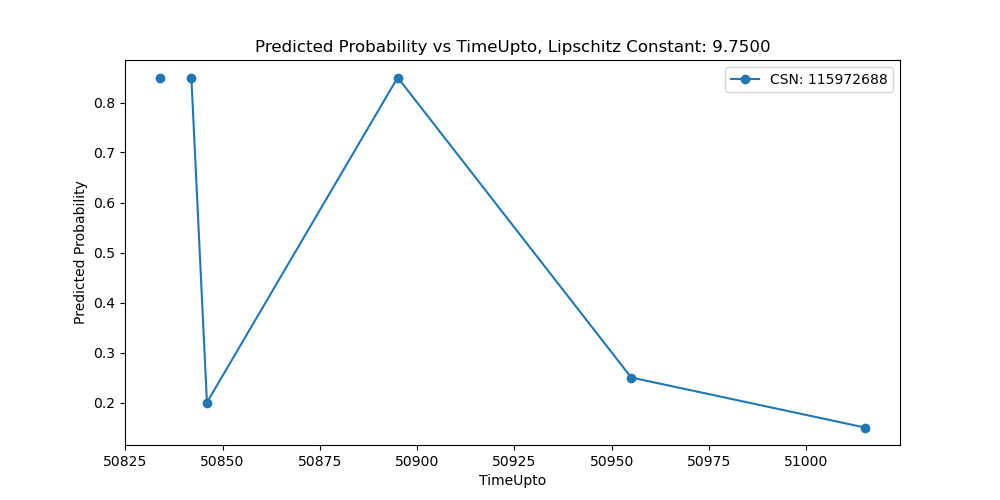 Predicted Probability vs TimeUpto, Lipschitz Constant: 9.7500
CSN: 115972688
Predicted Probability
0.8
0.7
0.6
0.5
0.4
0.3
0.2
50825 50850 50875 50900 50925 50950 50975 51000
TimeUpto